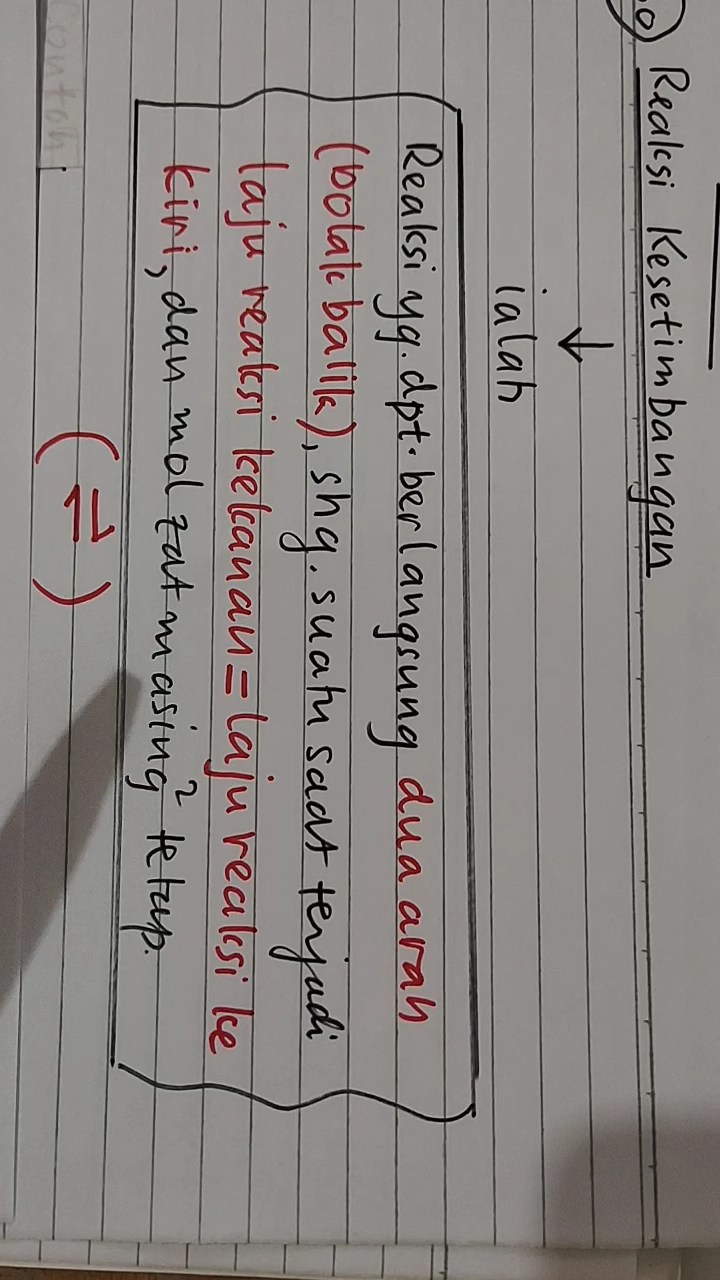 Reaksi Kesetimbangan
↓
ialah
Reaksi yg. dpt. berlangsung dua arah
(bolak balik), shg. suatu saat terjadi
laju reaksi kekanan = laju reaksi ke
kiri, dan mol zat masing² tetap.
(⇌)
Contoh